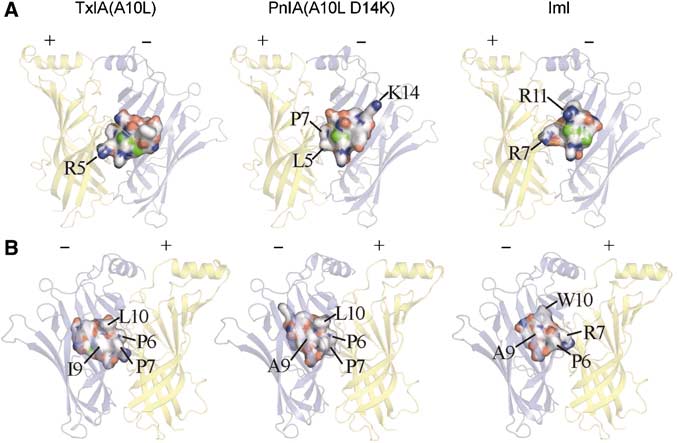 A TxIA(A10L) PnIA(A10L D14K) ImI
+ − + − + −
K14
R11
P7
R5 L5 R7
B − + − + − +
L10 L10 W10
P6 P6 R7
I9 P7 A9 P7 A9 P6